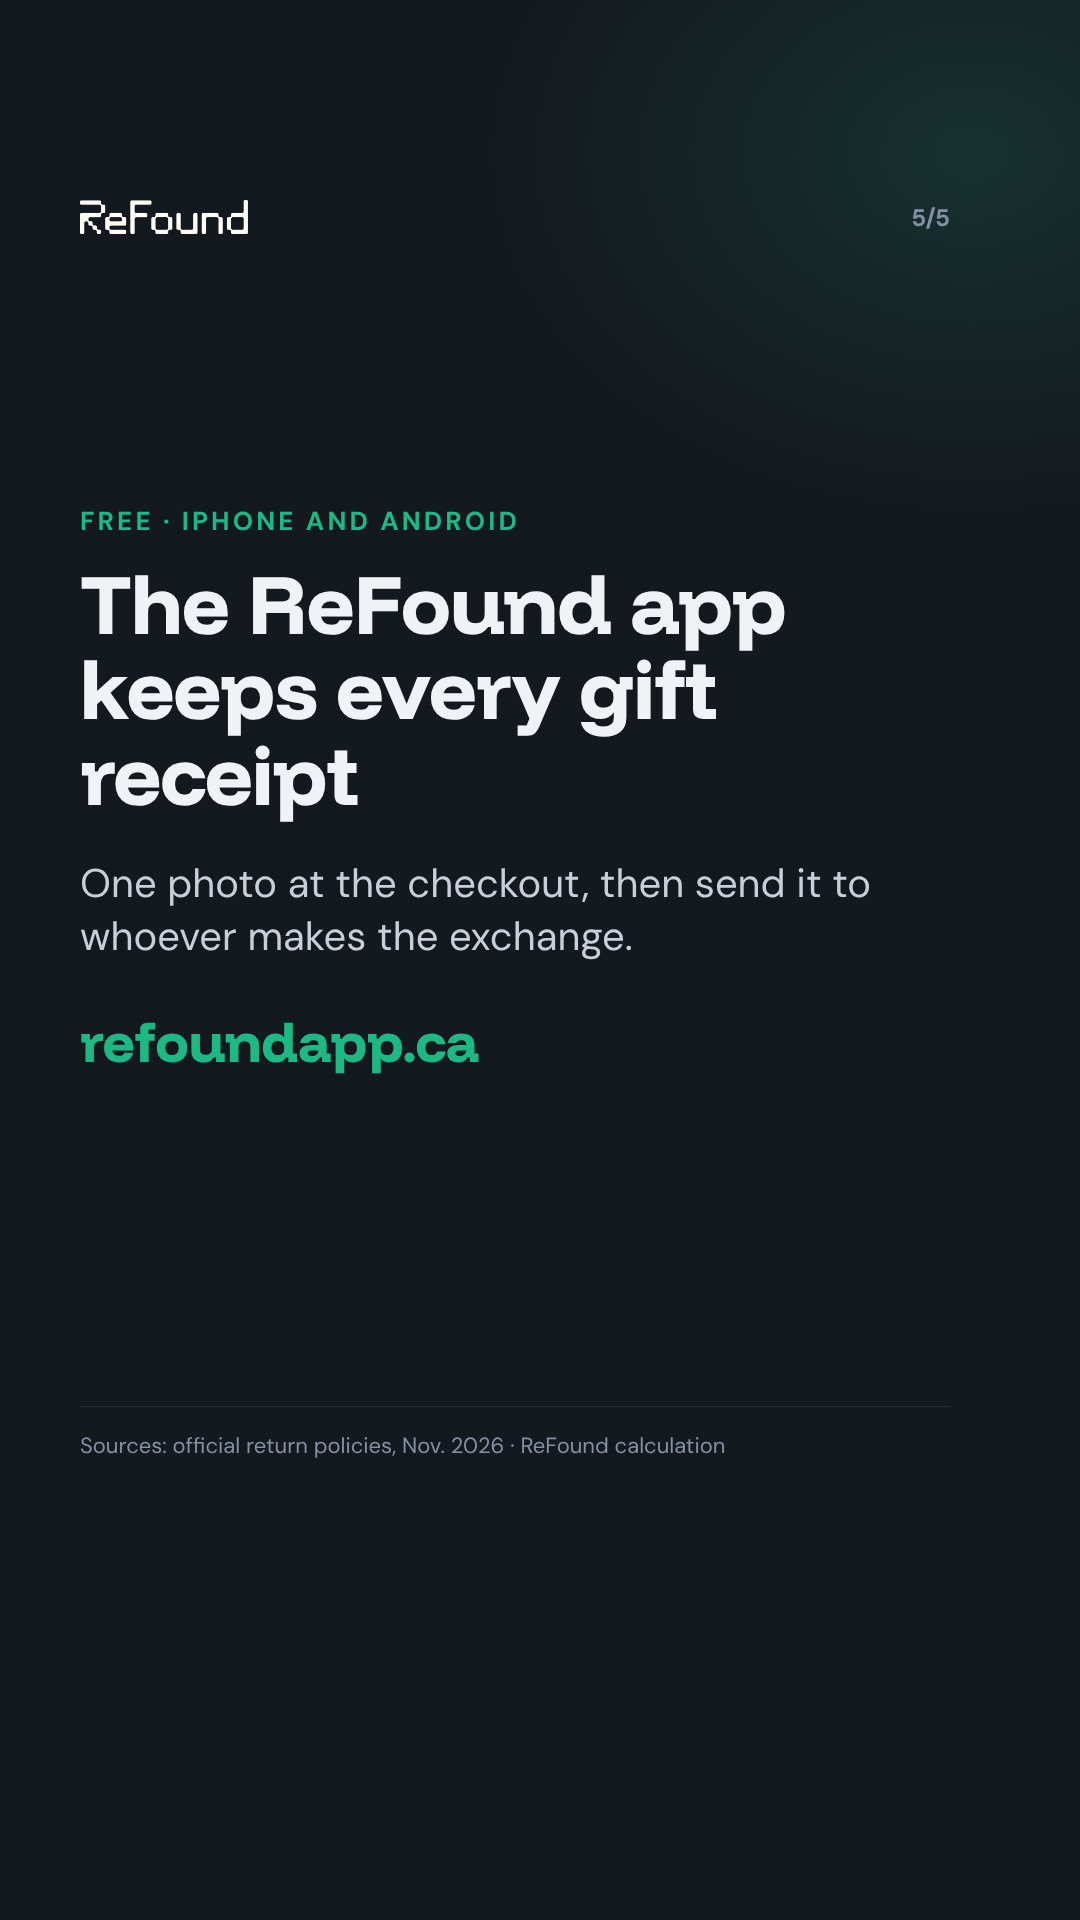 ReFound
5/5
FREE · IPHONE AND ANDROID
The ReFound app
keeps every gift
receipt
One photo at the checkout, then send it to
whoever makes the exchange.
refoundapp.ca
Sources: official return policies, Nov. 2026 · ReFound calculation